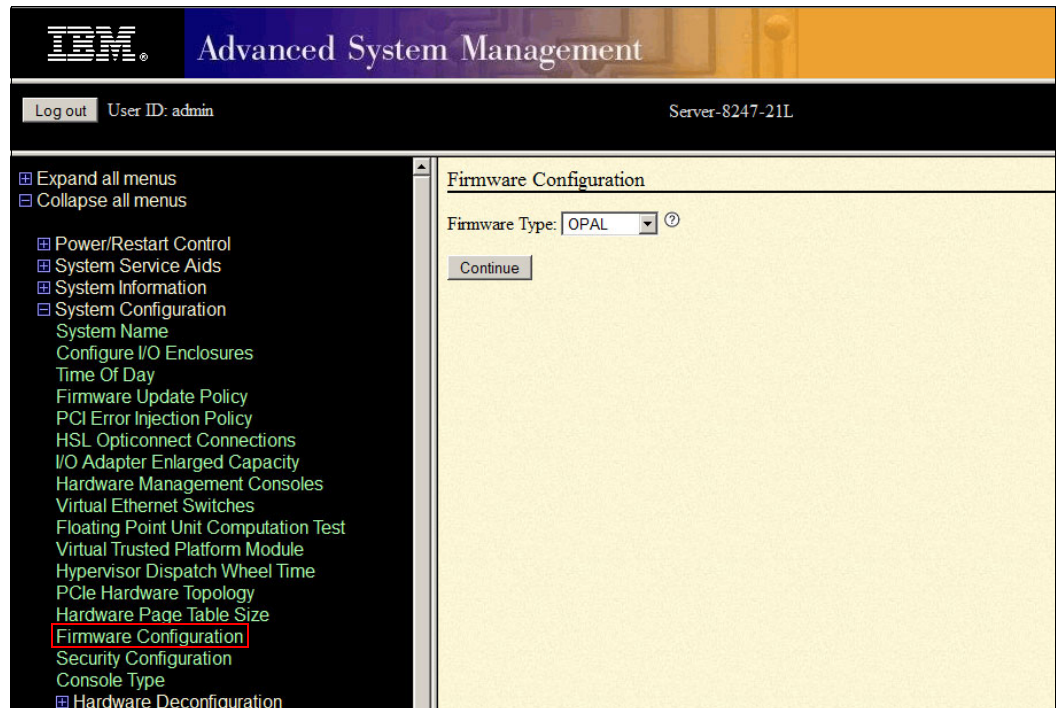 IBM®
Advanced System Management
Log out User ID: admin
Server-8247-21L
Expand all menus
Collapse all menus
Power/Restart Control
System Service Aids
System Information
System Configuration
System Name
Configure I/O Enclosures
Time Of Day
Firmware Update Policy
PCI Error Injection Policy
HSL Opticonnect Connections
I/O Adapter Enlarged Capacity
Hardware Management Consoles
Virtual Ethernet Switches
Floating Point Unit Computation Test
Virtual Trusted Platform Module
Hypervisor Dispatch Wheel Time
PCIe Hardware Topology
Hardware Page Table Size
Firmware Configuration
Security Configuration
Console Type
Hardware Deconfiguration
Firmware Configuration
Firmware Type: OPAL ?
Continue